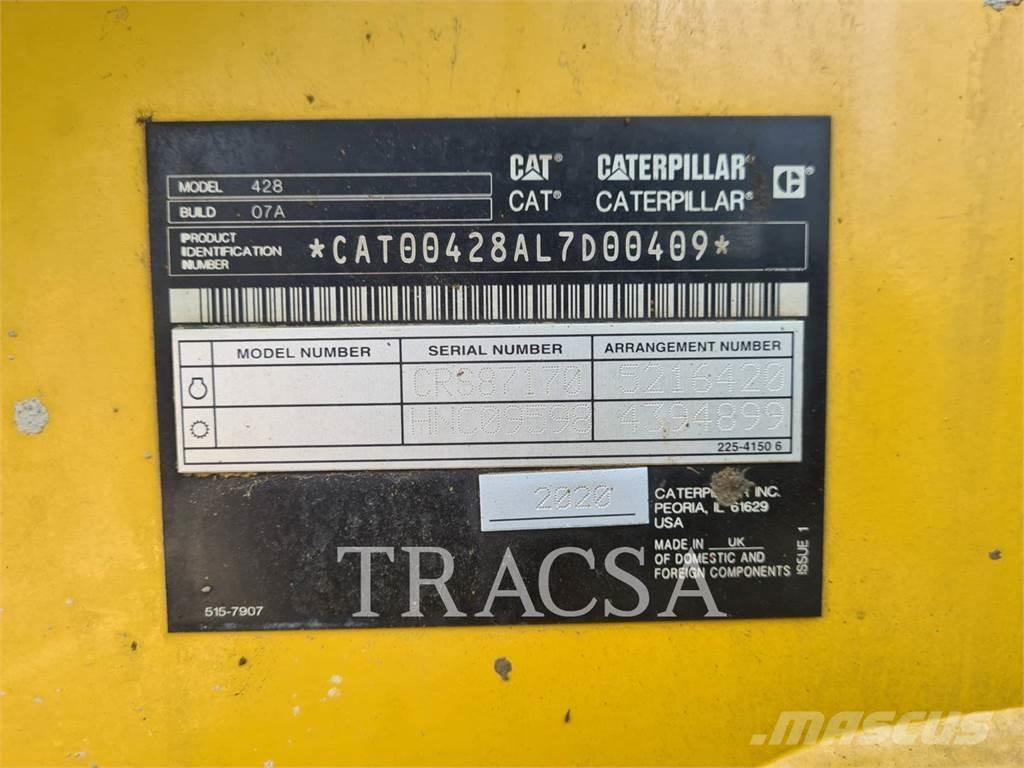 CAT® CATERPILLAR®
CAT® CATERPILLAR®
MODEL 428
BUILD 07A
PRODUCT IDENTIFICATION NUMBER *CAT00428AL7D00409*
MODEL NUMBER SERIAL NUMBER ARRANGEMENT NUMBER
CRS87170 5216420
HNC09598 4394899
225-4150 6
2020
CATERPILLAR INC.
PEORIA, IL 61629
USA
MADE IN UK
OF DOMESTIC AND
FOREIGN COMPONENTS
ISSUE 1
515-7907
TRACSA
MASCUS